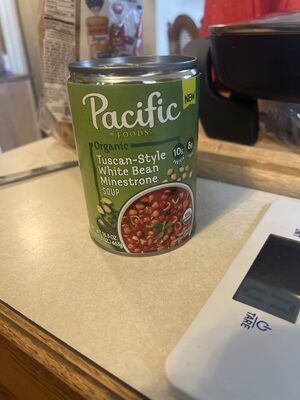 Pacific
FOODS
NEW
Organic
Tuscan-Style
White Bean
Minestrone
SOUP
10g
8g
TARE